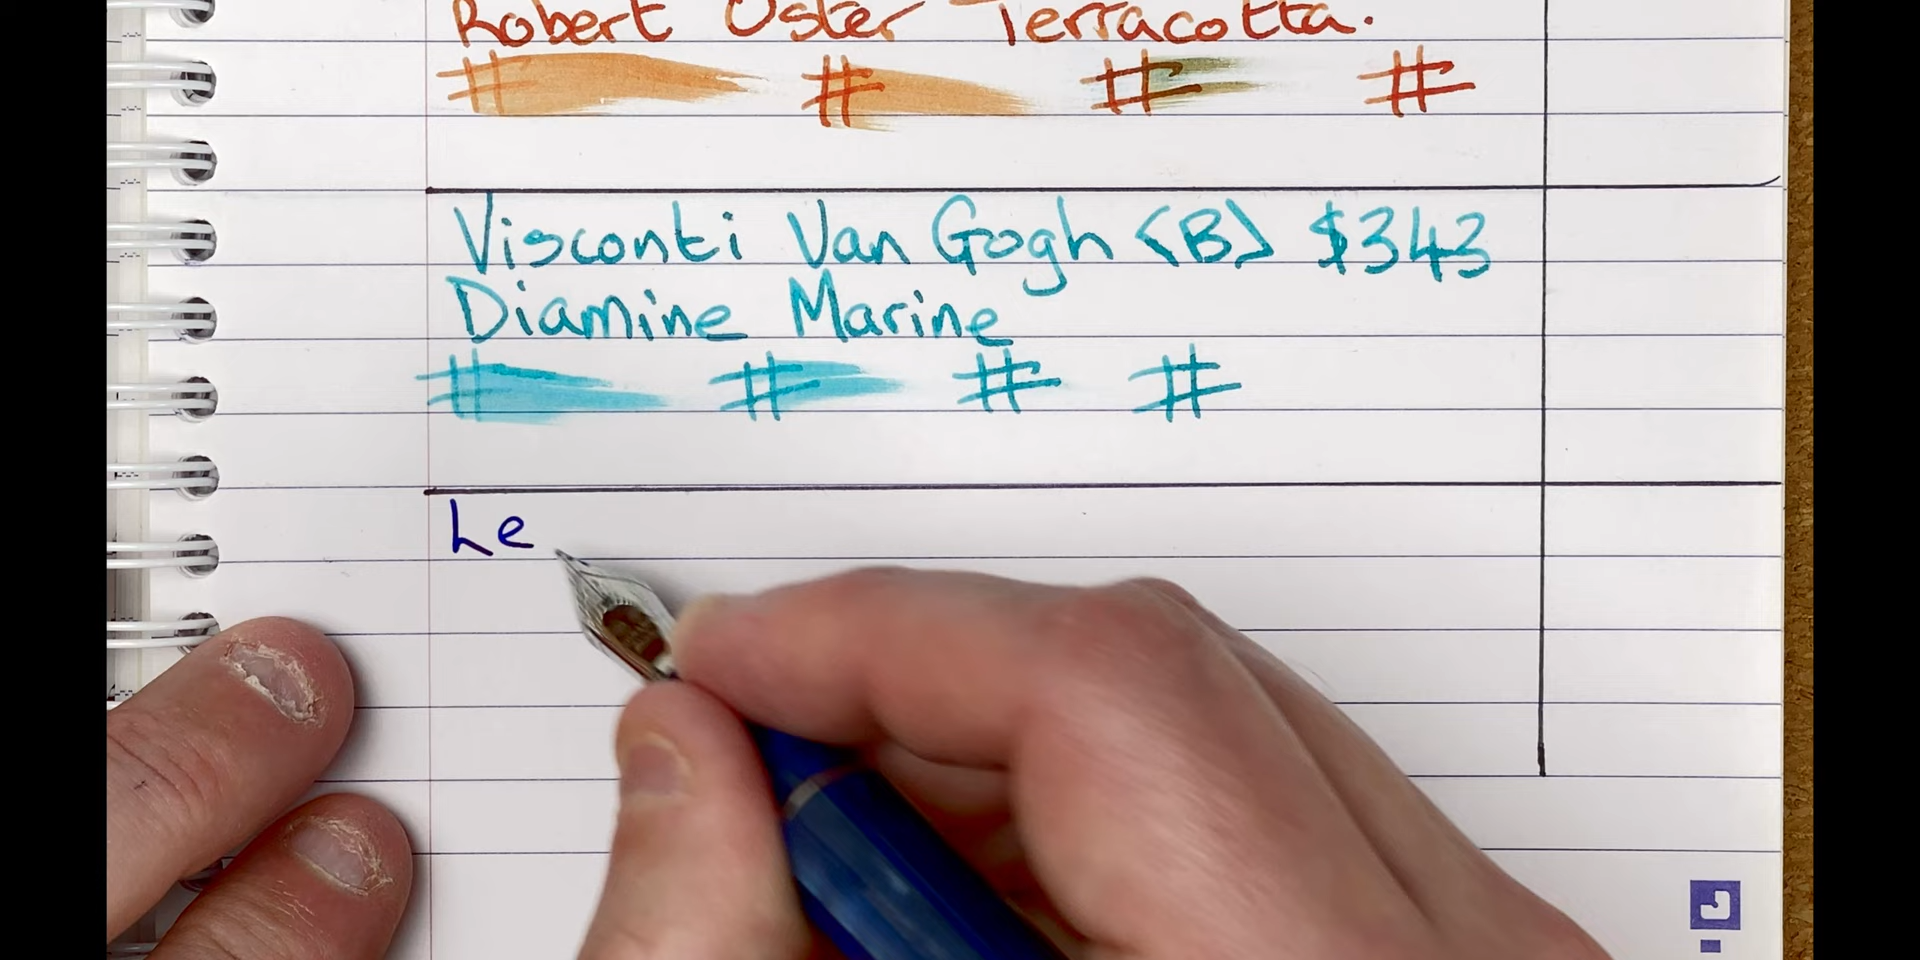 Robert Oster Terracotta.
# # # #
Visconti Van Gogh <B> $343
Diamine Marine
# # # #
Le